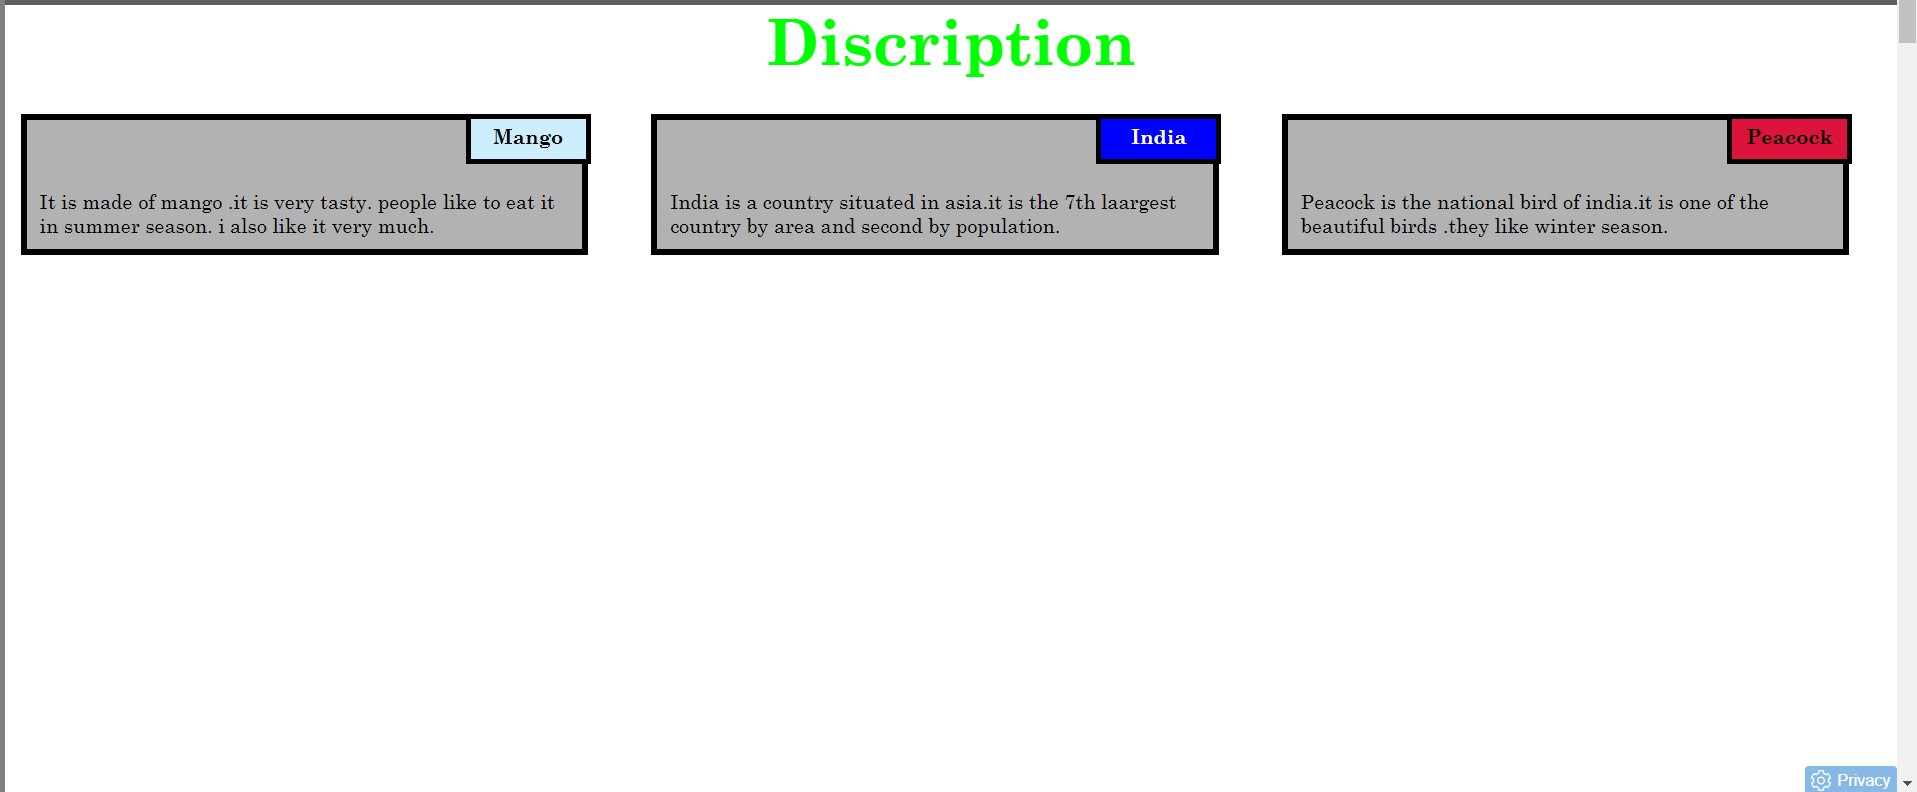 Discription
Mango
It is made of mango .it is very tasty. people like to eat it
in summer season. i also like it very much.
India
India is a country situated in asia.it is the 7th laargest
country by area and second by population.
Peacock
Peacock is the national bird of india.it is one of the
beautiful birds .they like winter season.
Privacy